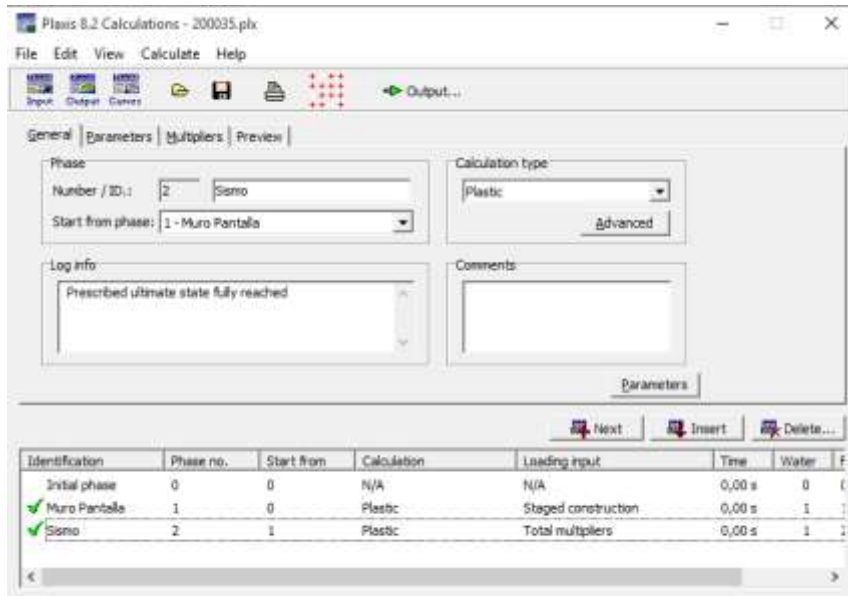 Plaxis 8.2 Calculations - 200035.plx
File Edit View Calculate Help
Input Output Curves Output...
General Parameters Multipliers Preview
Phase
Number / ID.: 2 Sismo
Start from phase: 1 - Muro Pantalla
Calculation type
Plastic
Advanced
Log info
Prescribed ultimate state fully reached
Comments
Parameters
Next Insert Delete...
Identification Phase no. Start from Calculation Loading input Time Water F
Initial phase 0 0 N/A N/A 0,00 s 0
Muro Pantalla 1 0 Plastic Staged construction 0,00 s 1
Sismo 2 1 Plastic Total multipliers 0,00 s 1